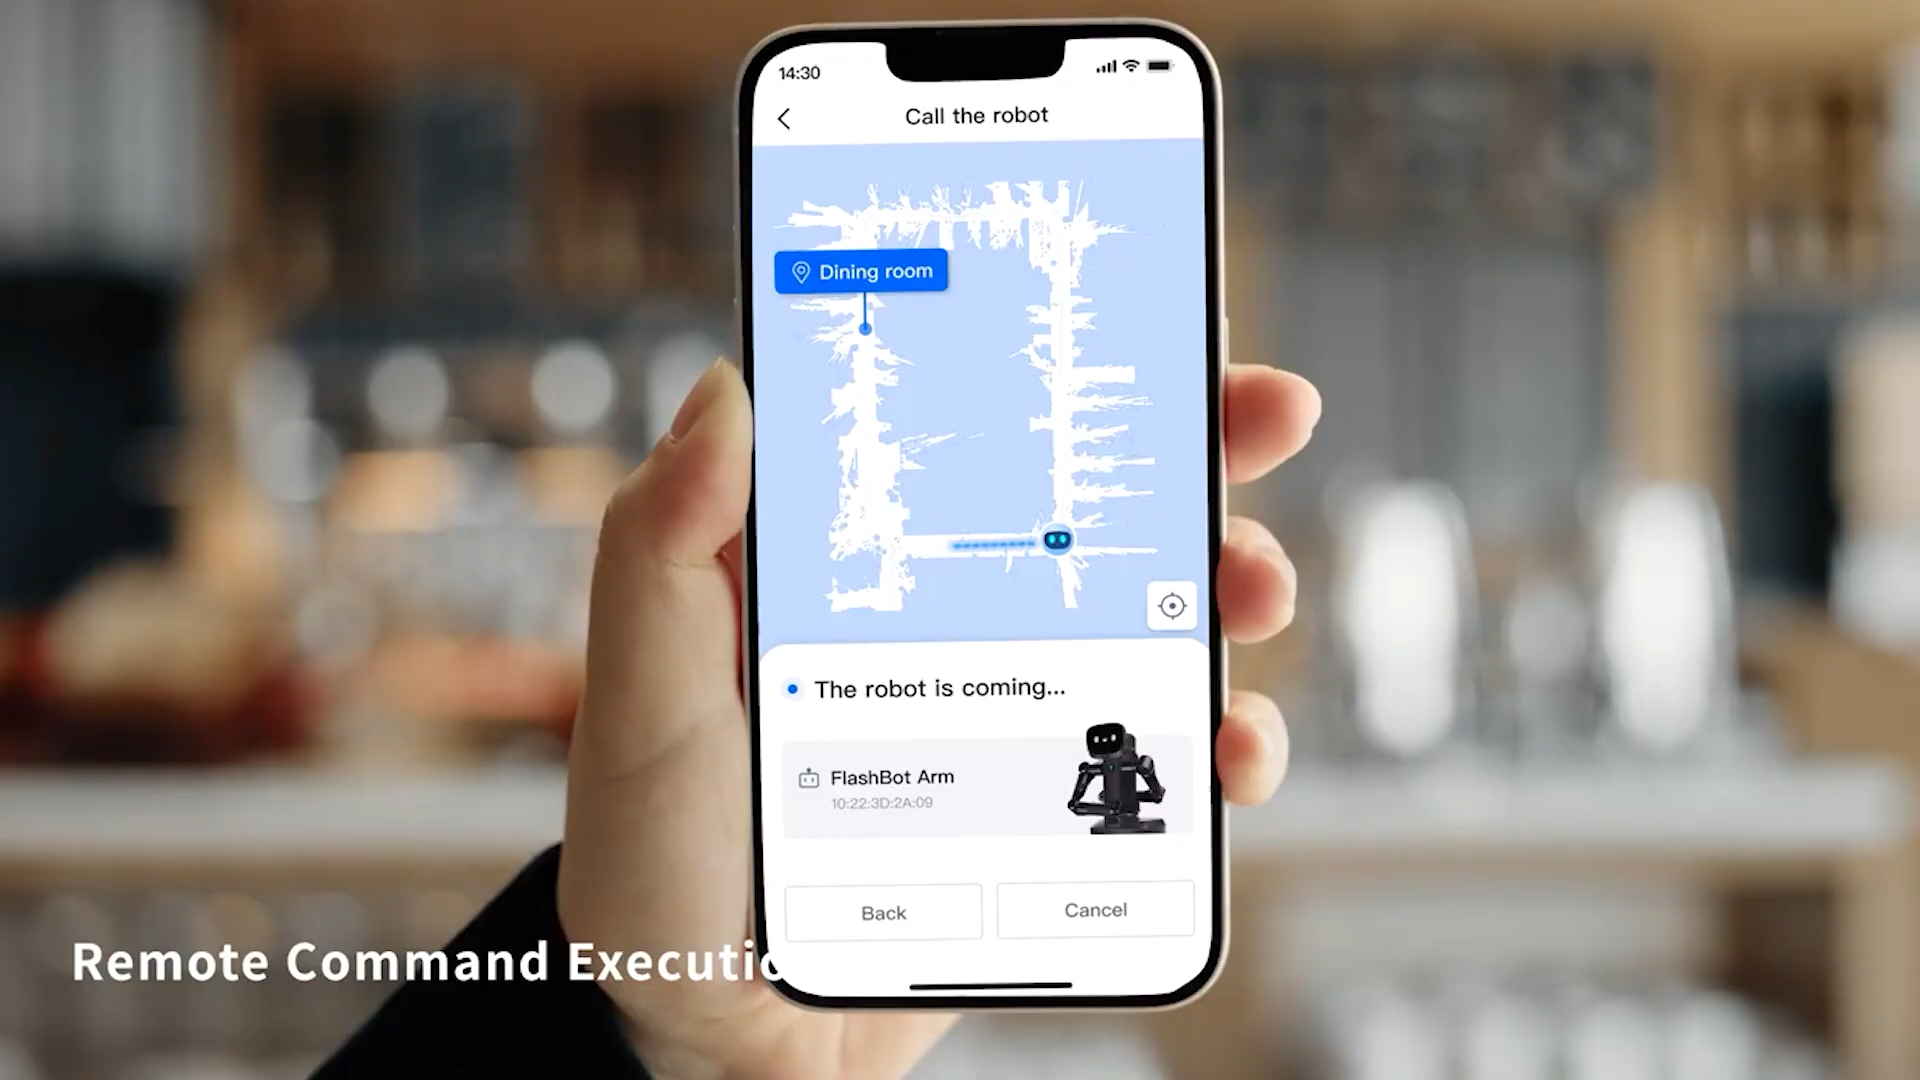 14:30
Call the robot
Dining room
The robot is coming...
FlashBot Arm
10:22:3D:2A:09
Back
Cancel
Remote Command Executio